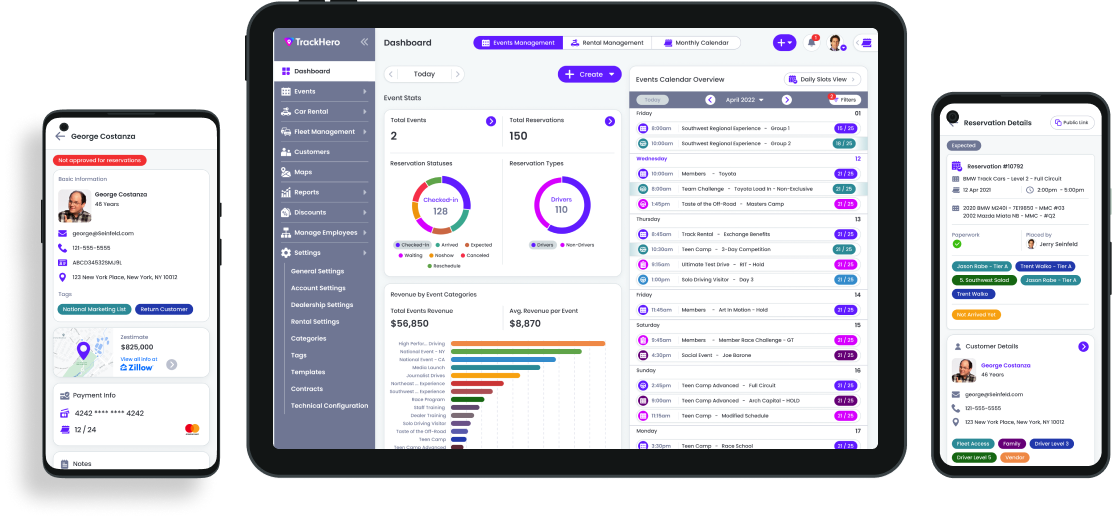 George Costanza
Not approved for reservations
Basic Information
George Costanza
46 Years
george@Seinfeld.com
121-555-5555
ABCD34532SMJ9L
123 New York Place, New York, NY 10012
Tags
National Marketing List
Return Customer
Zestimate
$825,000
View all info at
Zillow
Payment Info
4242 **** **** 4242
12 / 24
Notes
TrackHero
Dashboard
Events
Car Rental
Fleet Management
Customers
Maps
Reports
Discounts
Manage Employees
Settings
General Settings
Account Settings
Dealership Settings
Rental Settings
Categories
Tags
Templates
Contracts
Technical Configuration
Dashboard
Events Management
Rental Management
Monthly Calendar
Today
Create
Event Stats
Total Events
2
Total Reservations
150
Reservation Statuses
Checked-in
128
Checked-In
Arrived
Expected
Waiting
Noshow
Canceled
Reschedule
Reservation Types
Drivers
110
Drivers
Non-Drivers
Revenue by Event Categories
Total Events Revenue
$56,850
Avg. Revenue per Event
$8,870
High Perfor... Driving
National Event - NY
National Event - CA
Media Launch
Journalist Drives
Northeast ... Experience
Southwest ... Experience
Race Program
Staff Training
Dealer Training
Solo Driving Visitor
Taste of the Off-Road
Teen Camp
Teen Camp Advanced
Events Calendar Overview
Daily Slots View
Today
April 2022
Filters
Friday 01
8:00am Southwest Regional Experience - Group 1 15 / 25
10:00am Southwest Regional Experience - Group 2 18 / 25
Wednesday 12
10:00am Members - Toyota 21 / 25
8:00am Team Challenge - Toyota Load In - Non-Exclusive 21 / 25
1:45pm Taste of the Off-Road - Masters Camp 21 / 25
Thursday 13
8:45am Track Rental - Exchange Benefits 21 / 25
10:30am Teen Camp - 3-Day Competition 21 / 25
9:15am Ultimate Test Drive - RIT - Hold 21 / 25
1:00pm Solo Driving Visitor - Day 3 21 / 25
Friday 14
11:45am Members - Art In Motion - Hold 21 / 25
Saturday 15
9:45am Members - Member Race Challenge - GT 21 / 25
4:30pm Social Event - Joe Barone 21 / 25
Sunday 16
3:45pm Teen Camp Advanced - Full Circuit 21 / 25
9:00am Teen Camp Advanced - Arch Capital - HOLD 21 / 25
11:15am Teen Camp - Modified Schedule 21 / 25
Monday 17
3:30pm Teen Camp - Race School 21 / 25
Reservation Details
Public Link
Expected
Reservation #10792
BMW Track Cars - Level 2 - Full Circuit
12 Apr 2021
2:00pm - 5:00pm
2020 BMW M240i - 7E19850 - MMC #03
2002 Mazda Miata NB - MMC - #Q2
Paperwork
Placed by
Jerry Seinfeld
Jason Rabe - Tier A
Trent Walko - Tier A
5. Southwest Salad
Jason Rabe - Tier A
Trent Walko
Not Arrived Yet
Customer Details
George Costanza
46 Years
george@Seinfeld.com
121-555-5555
123 New York Place, New York, NY 10012
Fleet Access
Family
Driver Level 3
Driver Level 5
Vendor